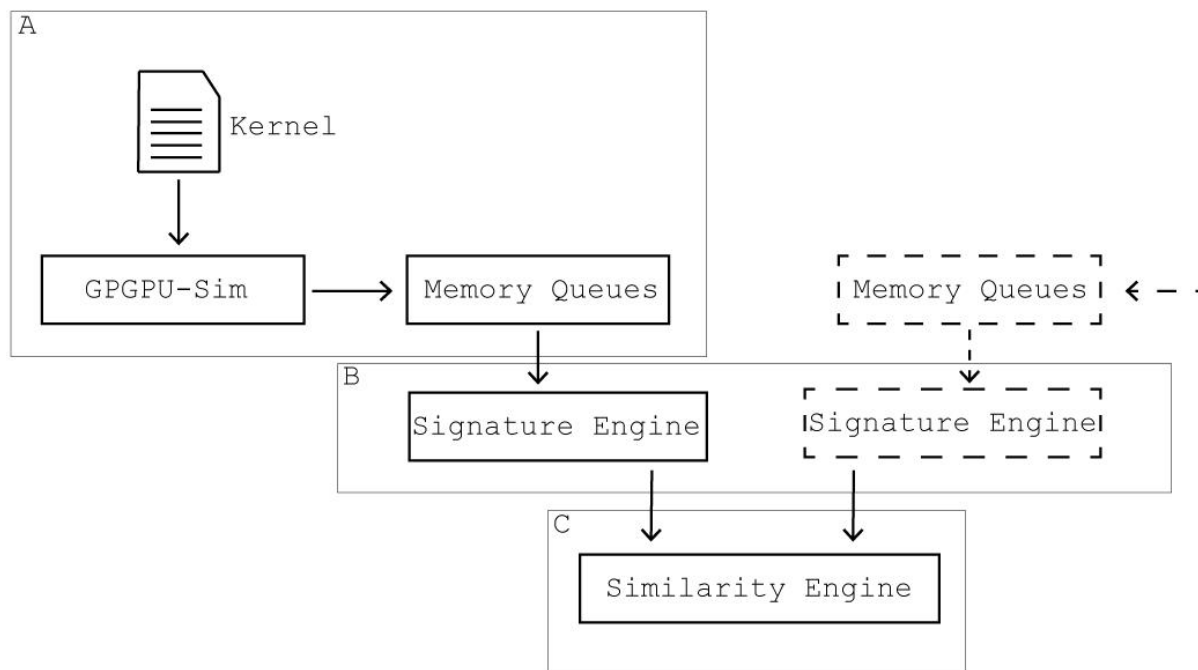 A
Kernel
GPGPU-Sim
Memory Queues
Memory Queues
B
Signature Engine
Signature Engine
C
Similarity Engine